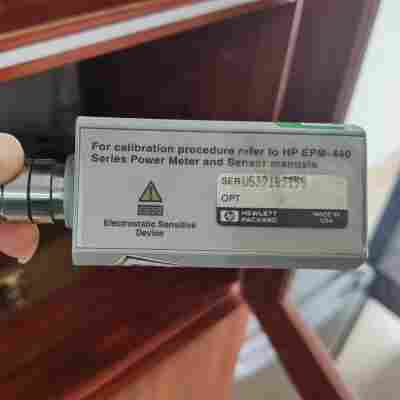 For calibration procedure refer to HP EPM-440
Series Power Meter and Sensor manuals
SER
OPT
hp HEWLETT
PACKARD
MADE IN
USA
Electrostatic Sensitive
Device